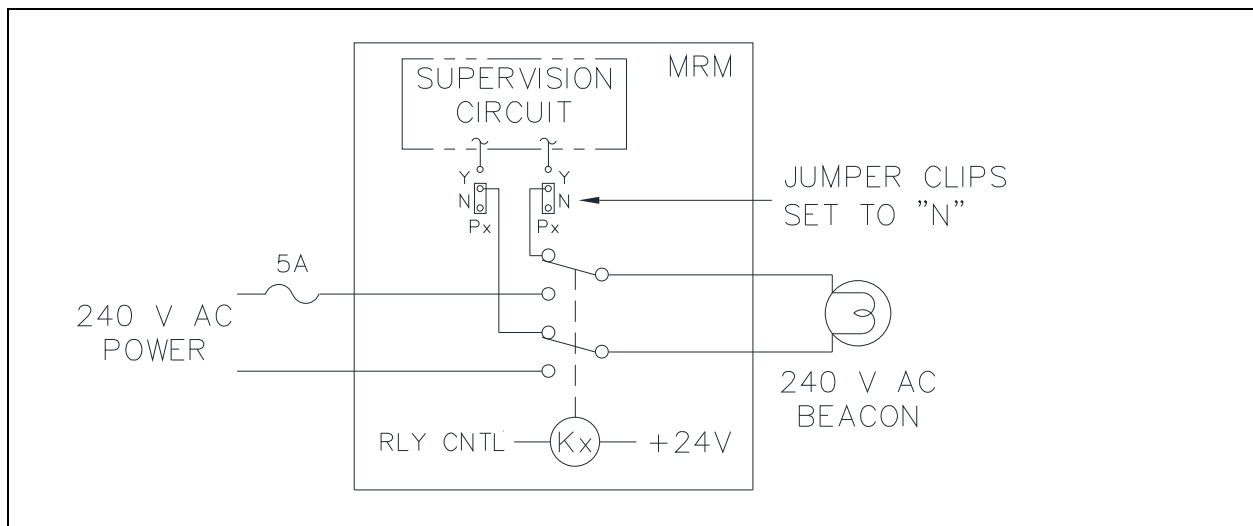 MRM
SUPERVISION
CIRCUIT
Y
Y
N
N
Px
Px
JUMPER CLIPS
SET TO "N"
5A
240 V AC
POWER
240 V AC
BEACON
RLY CNTL
Kx
+24V